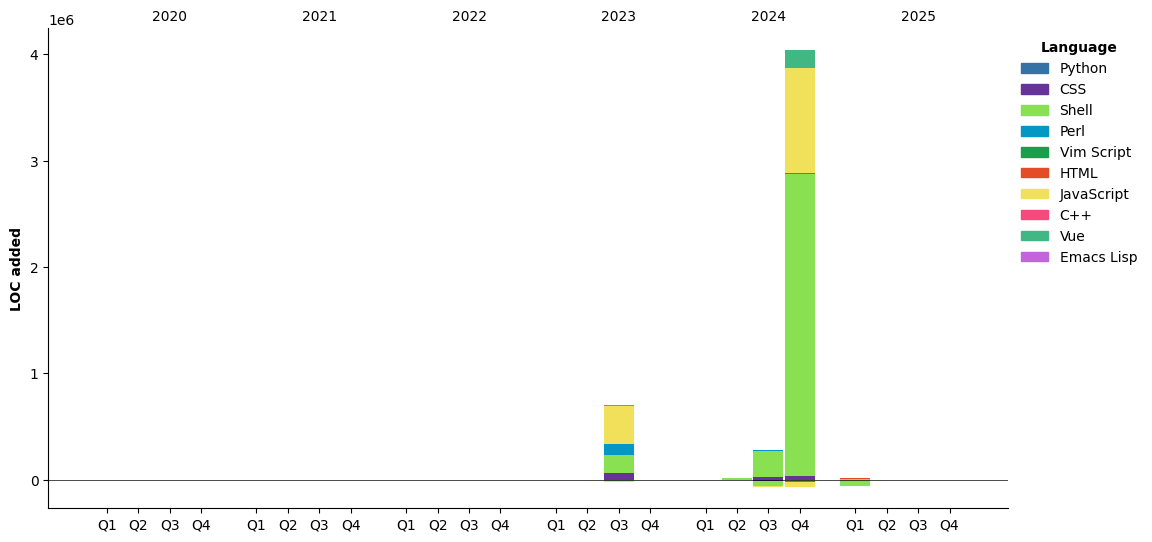 1e6
2020 2021 2022 2023 2024 2025
4
3
2
1
0
LOC added
Q1 Q2 Q3 Q4 Q1 Q2 Q3 Q4 Q1 Q2 Q3 Q4 Q1 Q2 Q3 Q4 Q1 Q2 Q3 Q4 Q1 Q2 Q3 Q4
Language
Python
CSS
Shell
Perl
Vim Script
HTML
JavaScript
C++
Vue
Emacs Lisp